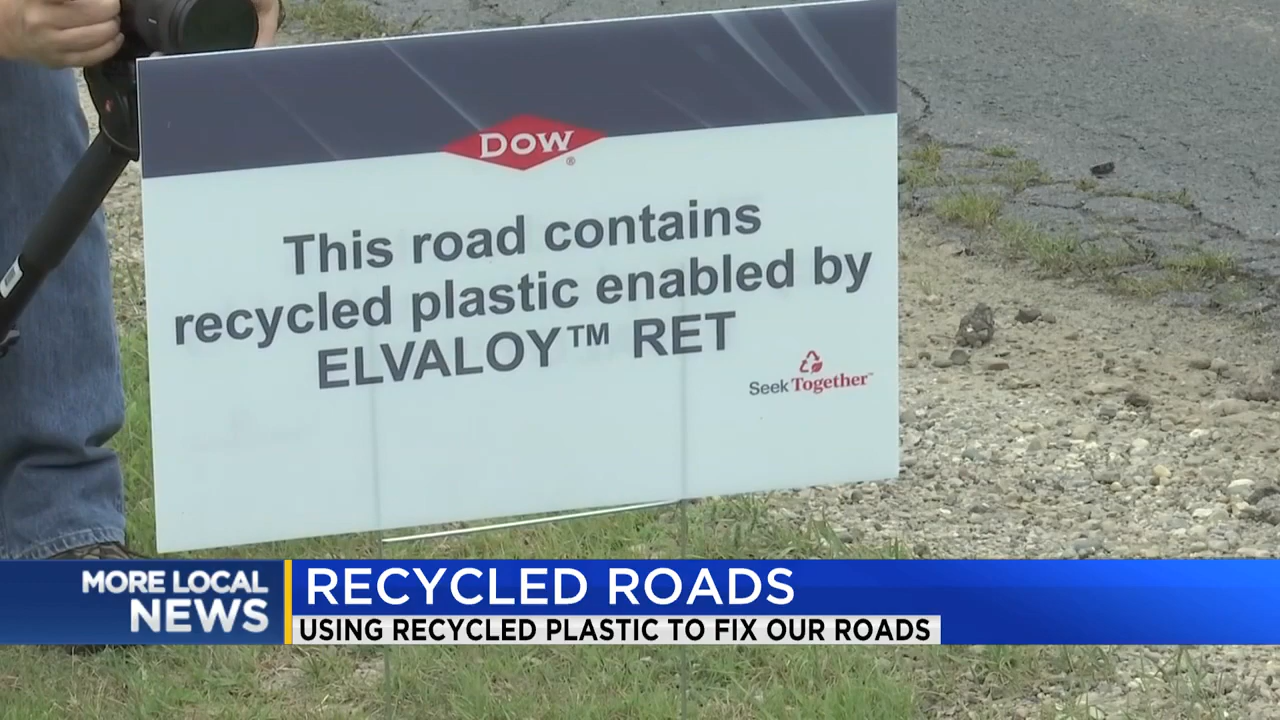 DOW®
This road contains
recycled plastic enabled by
ELVALOY™ RET
Seek Together™
MORE LOCAL
NEWS
RECYCLED ROADS
USING RECYCLED PLASTIC TO FIX OUR ROADS